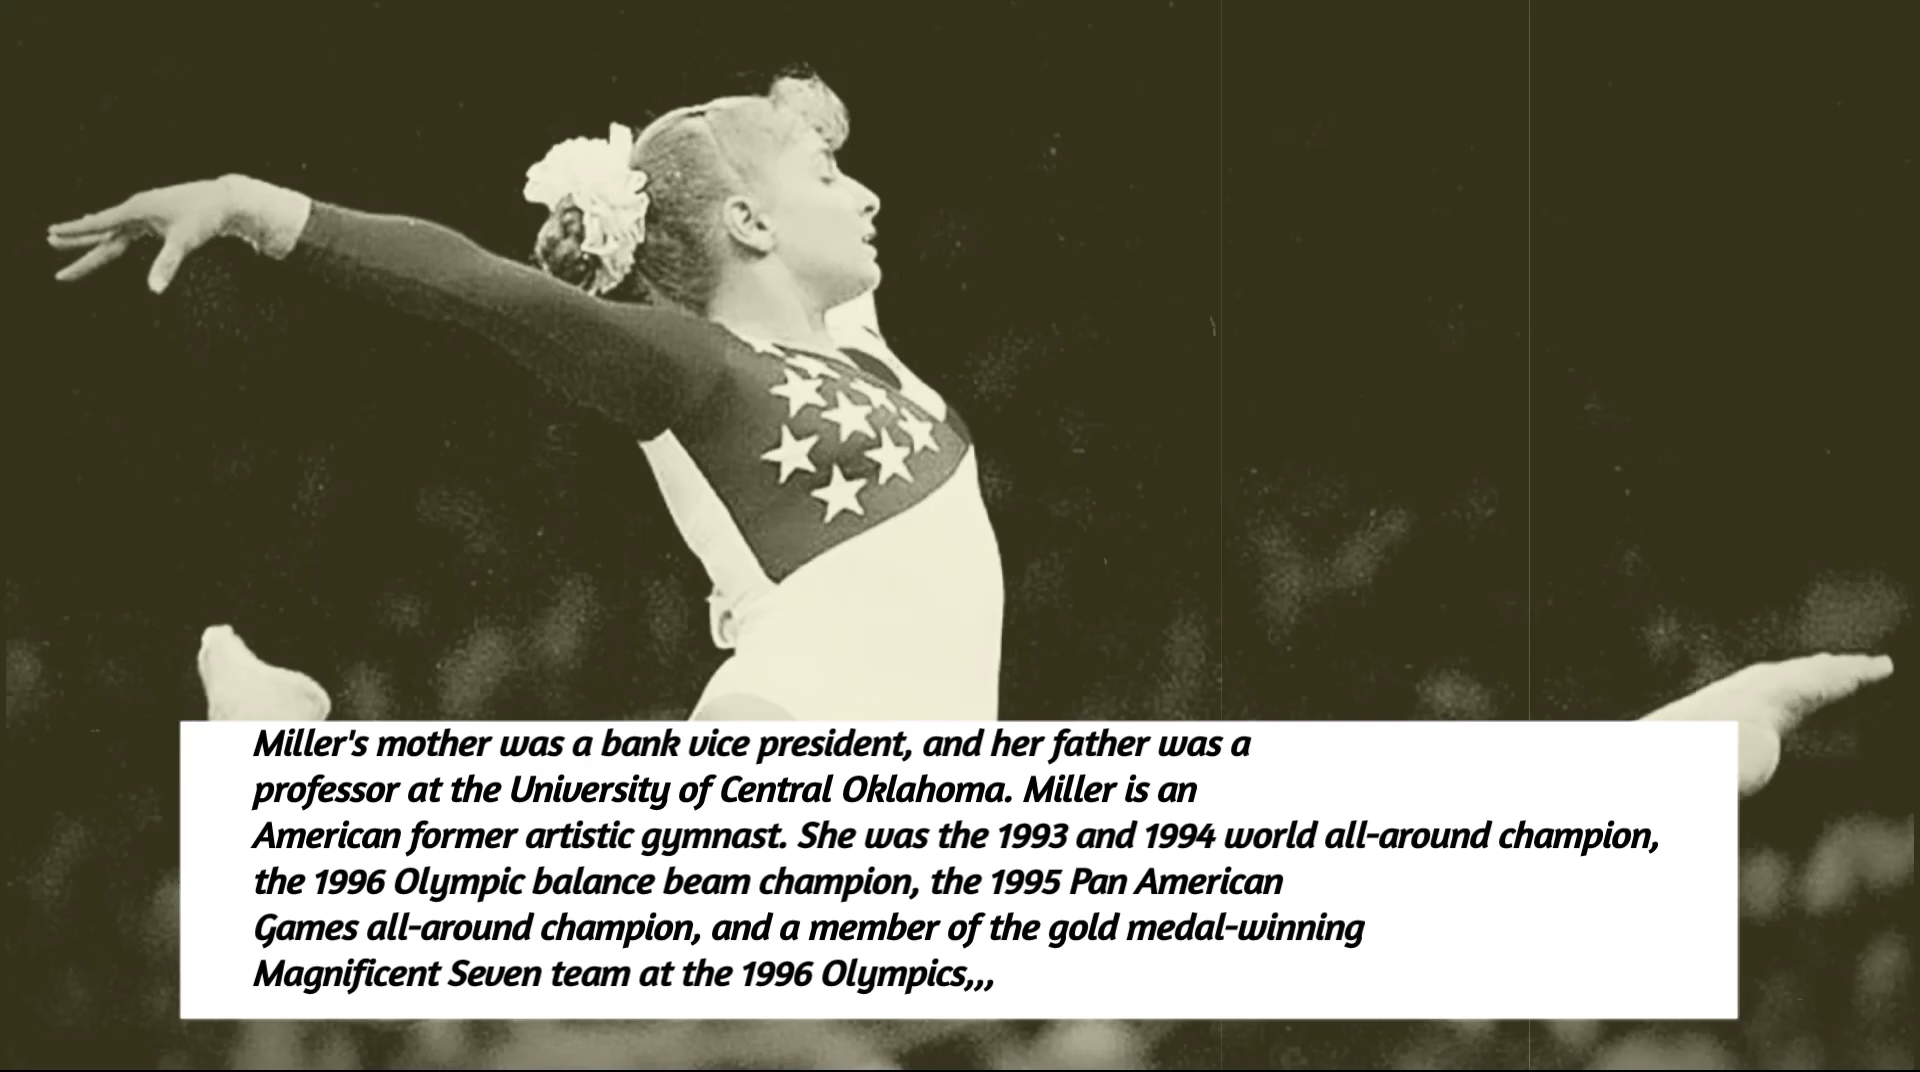 Miller's mother was a bank vice president, and her father was a
professor at the University of Central Oklahoma. Miller is an
American former artistic gymnast. She was the 1993 and 1994 world all-around champion,
the 1996 Olympic balance beam champion, the 1995 Pan American
Games all-around champion, and a member of the gold medal-winning
Magnificent Seven team at the 1996 Olympics,,,